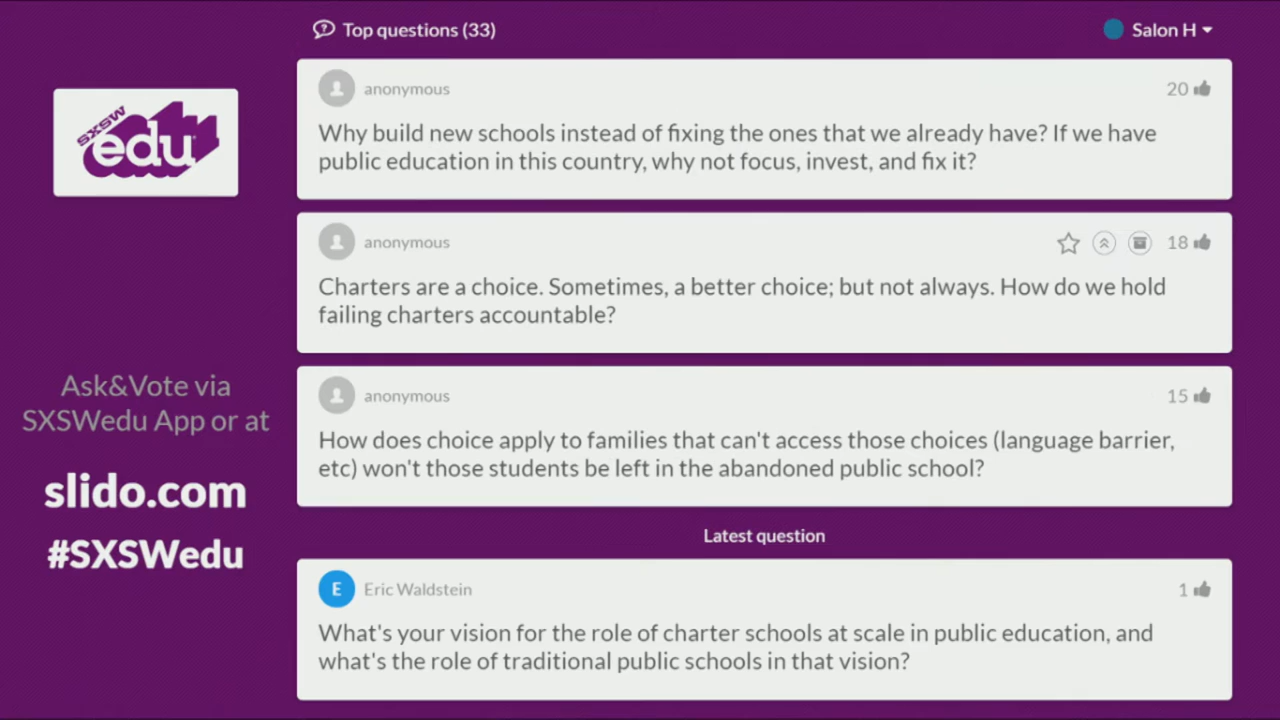 Top questions (33)
Salon H
SXSW
edu
anonymous
20
Why build new schools instead of fixing the ones that we already have? If we have
public education in this country, why not focus, invest, and fix it?
anonymous
18
Charters are a choice. Sometimes, a better choice; but not always. How do we hold
failing charters accountable?
anonymous
15
How does choice apply to families that can't access those choices (language barrier,
etc) won't those students be left in the abandoned public school?
Ask&Vote via
SXSWedu App or at
slido.com
#SXSWedu
Latest question
E
Eric Waldstein
1
What's your vision for the role of charter schools at scale in public education, and
what's the role of traditional public schools in that vision?